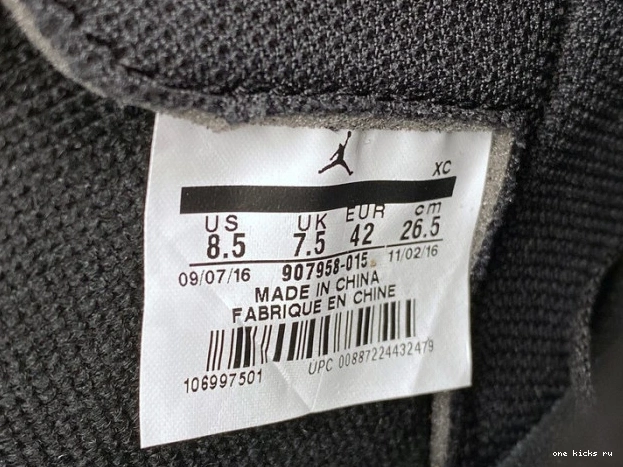 XC
US UK EUR cm
8.5 7.5 42 26.5
09/07/16 907958-015 11/02/16
MADE IN CHINA
FABRIQUE EN CHINE
106997501 UPC 00887224432479
one kicks ru